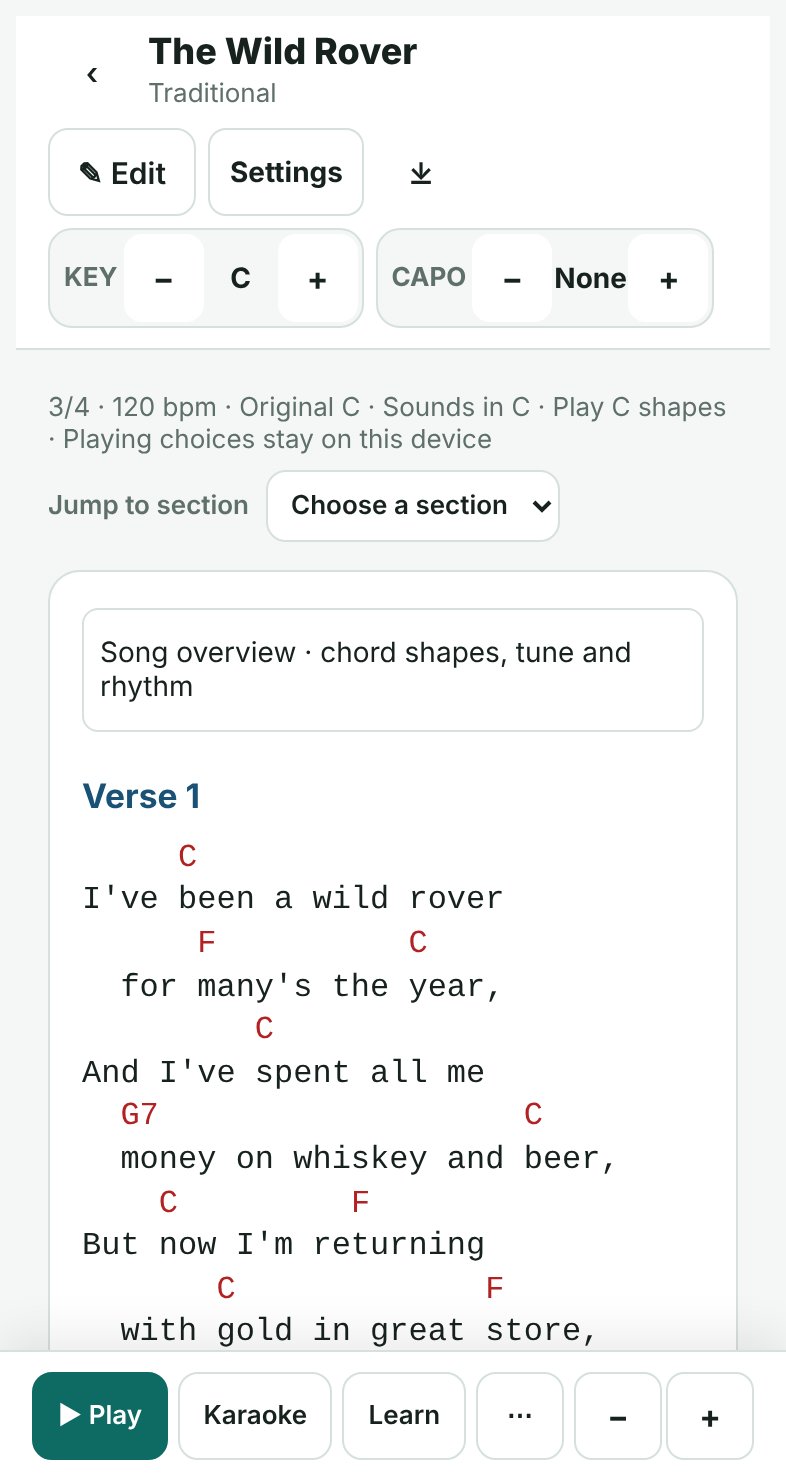 ‹ The Wild Rover
Traditional
✎ Edit Settings ↓
KEY − C + CAPO − None +
3/4 · 120 bpm · Original C · Sounds in C · Play C shapes
· Playing choices stay on this device
Jump to section Choose a section
Song overview · chord shapes, tune and
rhythm
Verse 1
     C
I've been a wild rover
      F          C
  for many's the year,
         C
And I've spent all me
  G7                   C
  money on whiskey and beer,
    C         F
But now I'm returning
       C             F
  with gold in great store,
▶ Play Karaoke Learn ··· − +